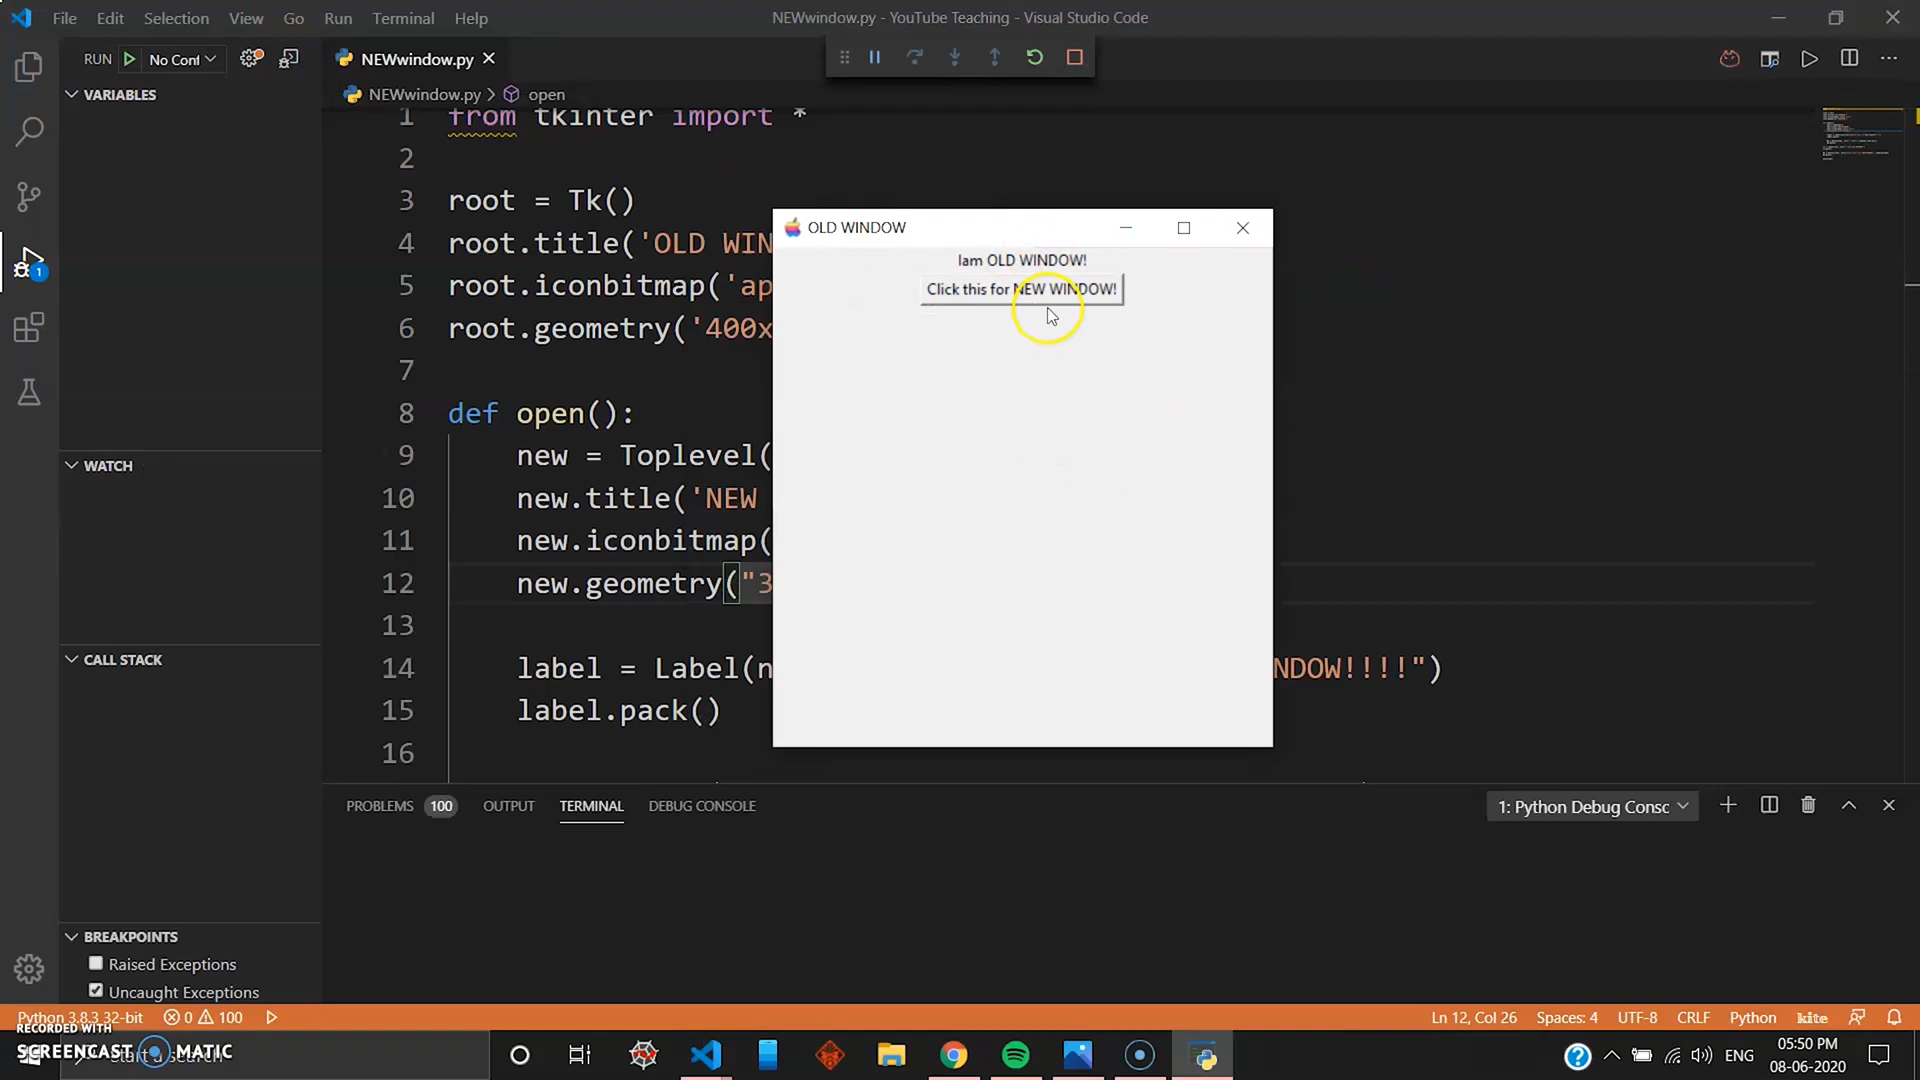 File Edit Selection View Go Run Terminal Help
NEWwindow.py - YouTube Teaching - Visual Studio Code
RUN No Conf
NEWwindow.py
NEWwindow.py > open
VARIABLES
WATCH
CALL STACK
BREAKPOINTS
Raised Exceptions
Uncaught Exceptions
1 from tkinter import *
2
3 root = Tk()
4 root.title('OLD WIN
5 root.iconbitmap('ap
6 root.geometry('400x
7
8 def open():
9 new = Toplevel(
10 new.title('NEW
11 new.iconbitmap(
12 new.geometry("3
13
14 label = Label(n NDOW!!!!")
15 label.pack()
16
OLD WINDOW
Iam OLD WINDOW!
Click this for NEW WINDOW!
PROBLEMS 100 OUTPUT TERMINAL DEBUG CONSOLE
1: Python Debug Consc
Python 3.8.3 32-bit 0 100
Ln 12, Col 26 Spaces: 4 UTF-8 CRLF Python kite
1
RECORDED WITH
SCREENCAST MATIC
ENG
05:50 PM
08-06-2020